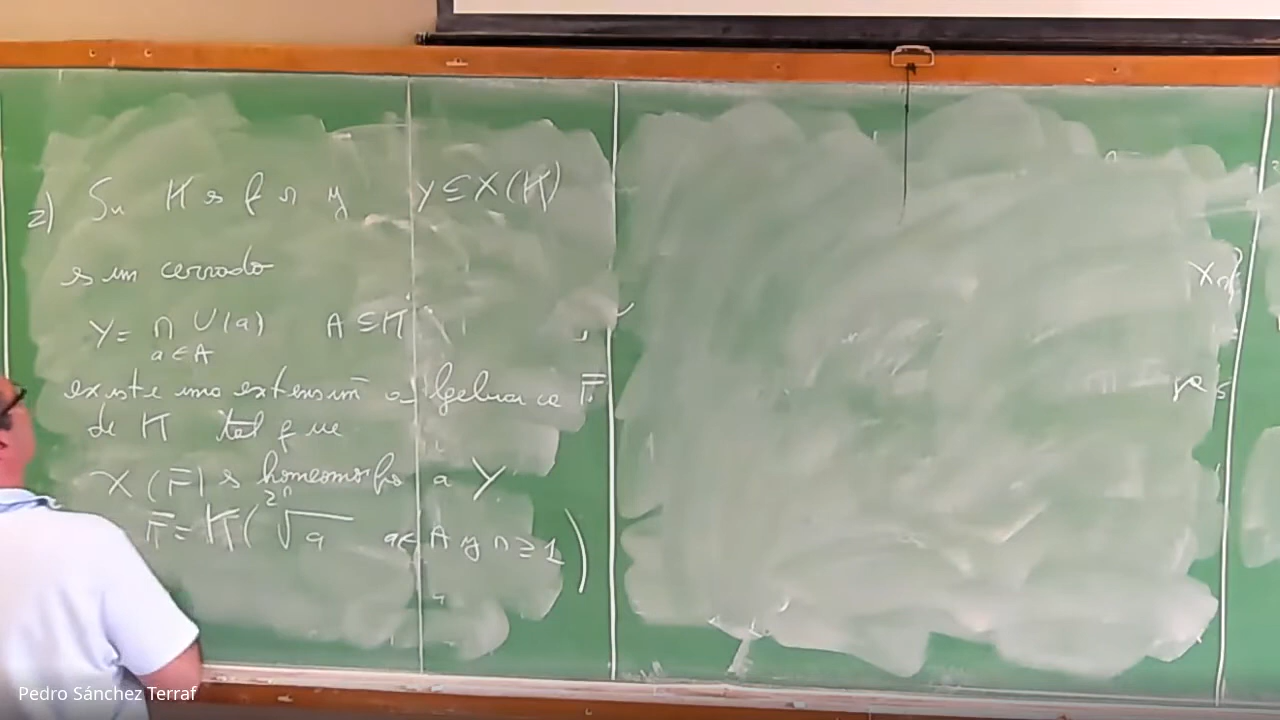 2) Su K es f r y Y ⊆ X(K)
es un cerrado
Y = ∩ U(a) A ⊆ K
a ∈ A
existe una extensión algebraica F
de K tal que
X(F) es homeomorfo a Y
F = K( 2ⁿ√a a ∈ A y n ≥ 1 )
Pedro Sánchez Terraf